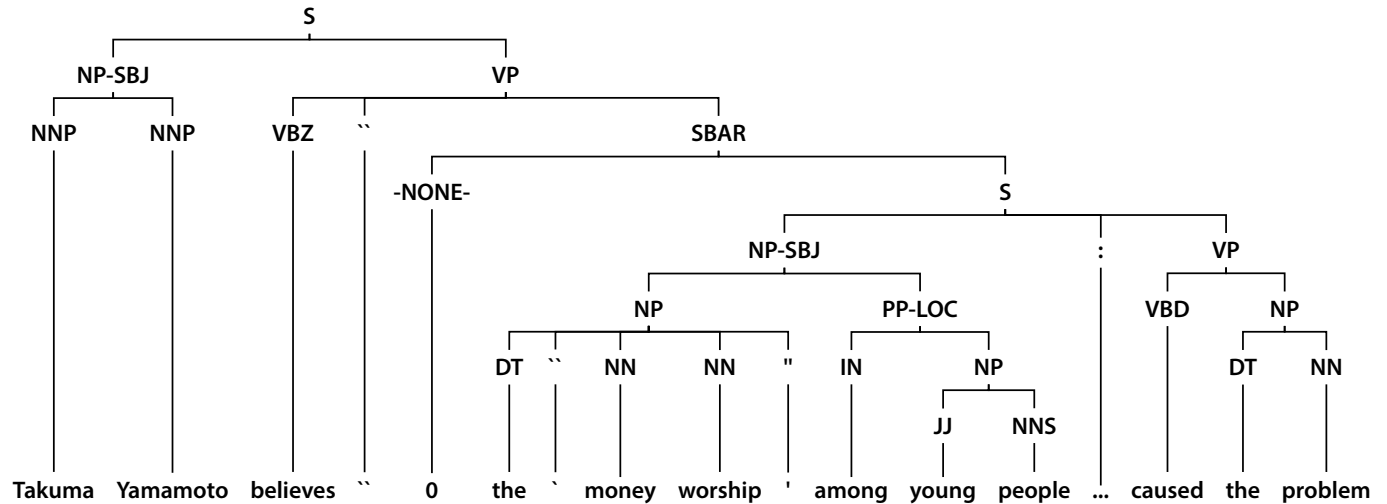 S
NP-SBJ VP
NNP NNP VBZ `` SBAR
-NONE- S
NP-SBJ : VP
NP PP-LOC VBD NP
DT `` NN NN " IN NP DT NN
JJ NNS
Takuma Yamamoto believes `` 0 the ` money worship ' among young people ... caused the problem